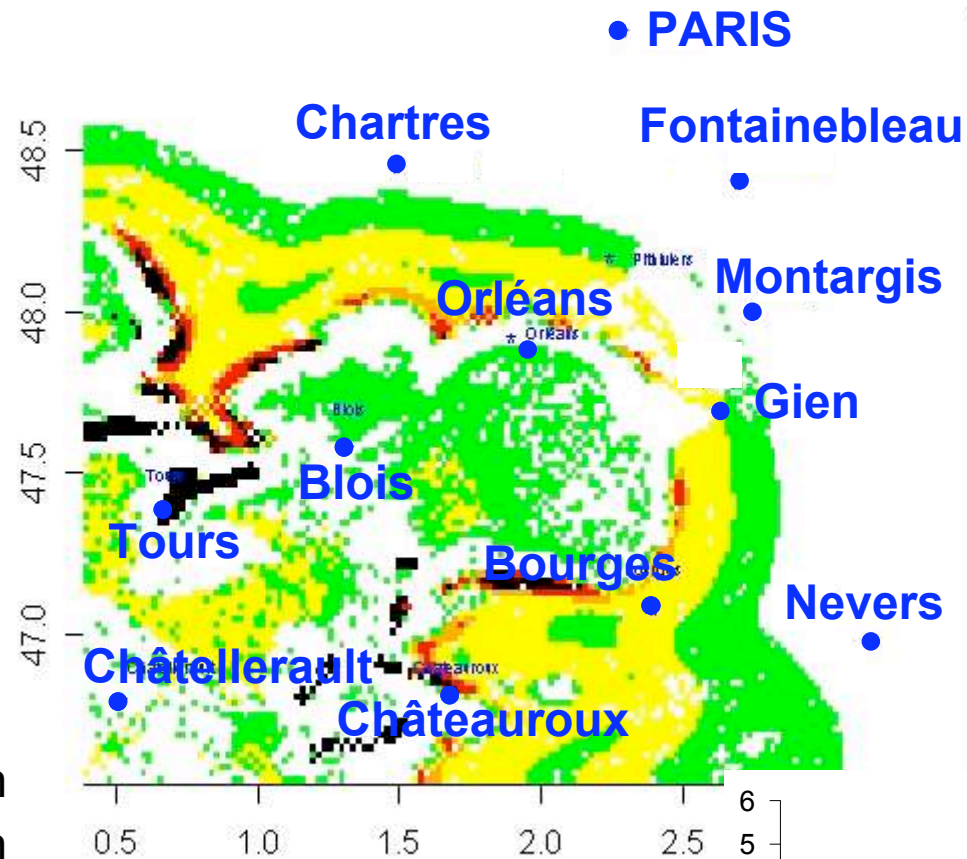 PARIS
Chartres
Fontainebleau
48.5
Pithiviers
Montargis
48.0
Orléans
Orléans
Gien
Blois
47.5
Blois
Tours
Bourges
Nevers
47.0
Châtellerault
Châteauroux
Châteauroux
6
5
0.5 1.0 1.5 2.0 2.5